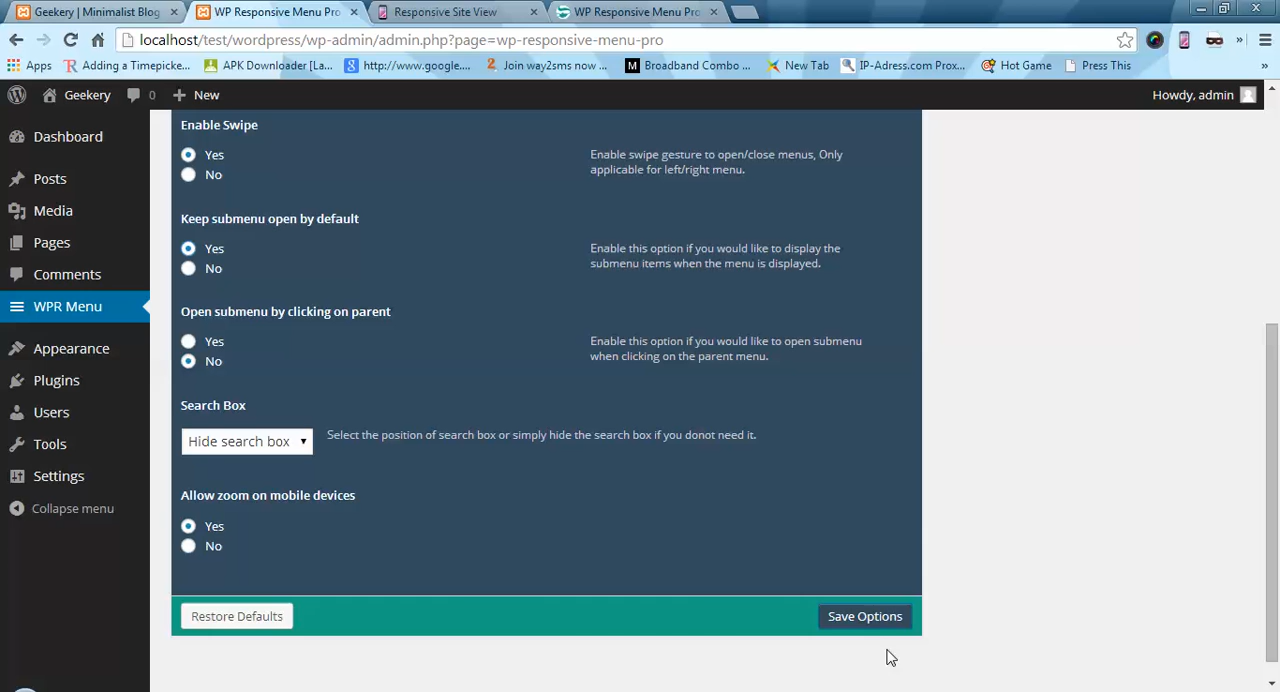 Geekery | Minimalist Blog
WP Responsive Menu Pro
Responsive Site View
WP Responsive Menu Pro
localhost/test/wordpress/wp-admin/admin.php?page=wp-responsive-menu-pro
Apps
Adding a Timepicke...
APK Downloader [La...
http://www.google....
Join way2sms now ...
Broadband Combo ...
New Tab
IP-Adress.com Prox...
Hot Game
Press This
»
Geekery
0
New
Howdy, admin
Dashboard
Posts
Media
Pages
Comments
WPR Menu
Appearance
Plugins
Users
Tools
Settings
Collapse menu
Enable Swipe
Yes
No
Enable swipe gesture to open/close menus, Only
applicable for left/right menu.
Keep submenu open by default
Yes
No
Enable this option if you would like to display the
submenu items when the menu is displayed.
Open submenu by clicking on parent
Yes
No
Enable this option if you would like to open submenu
when clicking on the parent menu.
Search Box
Hide search box
Select the position of search box or simply hide the search box if you donot need it.
Allow zoom on mobile devices
Yes
No
Restore Defaults
Save Options